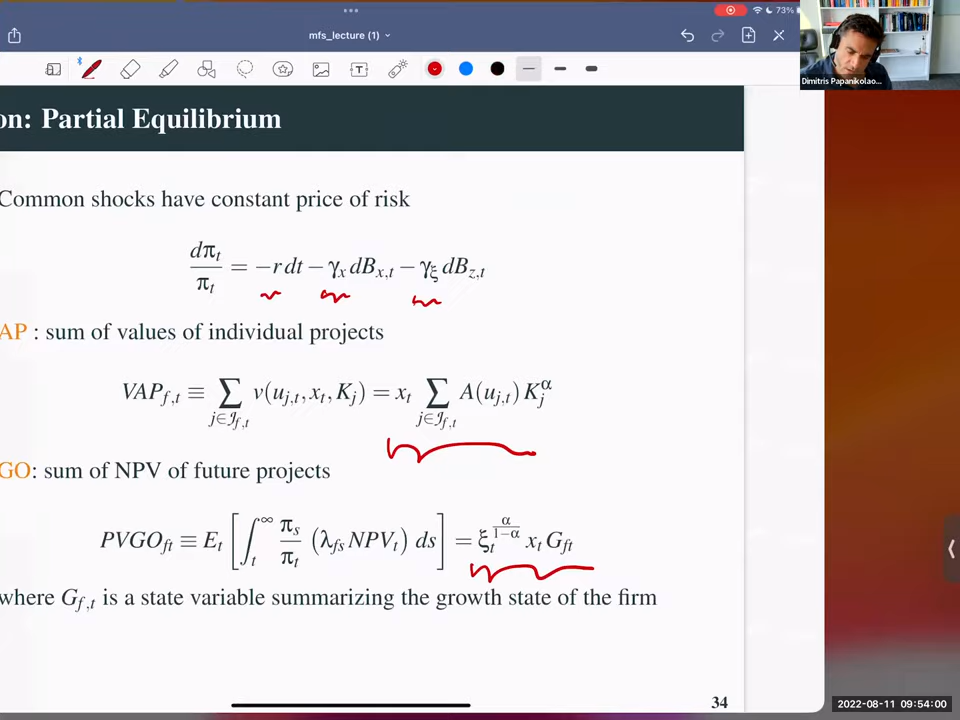 73%
mfs_lecture (1)
Dimitris Papanikolao...
on: Partial Equilibrium
Common shocks have constant price of risk
dπ_t / π_t = −r dt − γ_x dB_{x,t} − γ_ξ dB_{z,t}
AP : sum of values of individual projects
VAP_{f,t} ≡ ∑_{j∈𝒥_{f,t}} v(u_{j,t}, x_t, K_j) = x_t ∑_{j∈𝒥_{f,t}} A(u_{j,t}) K_j^α
GO: sum of NPV of future projects
PVGO_{ft} ≡ E_t [ ∫_t^∞ π_s / π_t (λ_{fs} NPV_t) ds ] = ξ_t^{α/(1−α)} x_t G_{ft}
where G_{f,t} is a state variable summarizing the growth state of the firm
34
2022-08-11 09:54:00